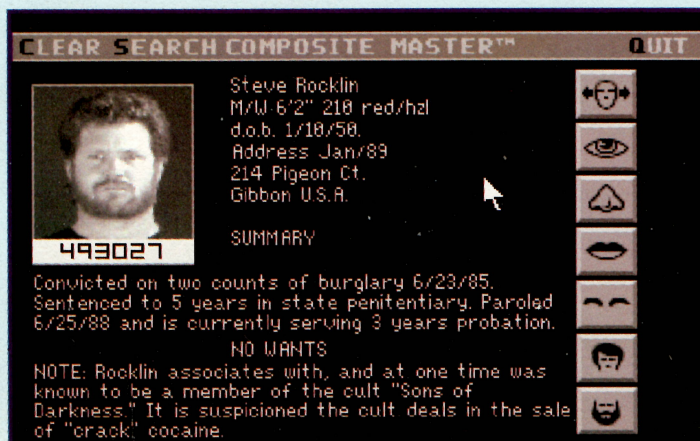 CLEAR SEARCH COMPOSITE MASTER™ QUIT
Steve Rocklin
M/W 6'2" 210 red/hzl
d.o.b. 1/10/50.
Address Jan/89
214 Pigeon Ct.
Gibbon U.S.A.
SUMMARY
493027
Convicted on two counts of burglary 6/23/85.
Sentenced to 5 years in state penitentiary. Paroled
6/25/88 and is currently serving 3 years probation.
NO WANTS
NOTE: Rocklin associates with, and at one time was
known to be a member of the cult "Sons of
Darkness." It is suspicioned the cult deals in the sale
of "crack" cocaine.